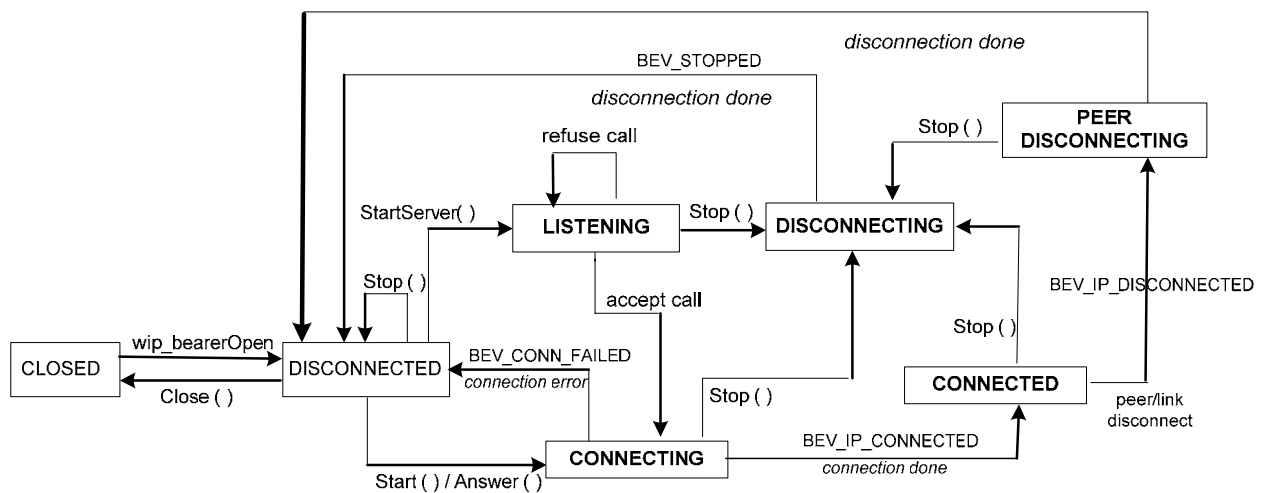 disconnection done
BEV_STOPPED
disconnection done
PEER
DISCONNECTING
Stop ( )
refuse call
StartServer( )
LISTENING
Stop ( )
DISCONNECTING
Stop ( )
BEV_IP_DISCONNECTED
accept call
Stop ( )
wip_bearerOpen
CLOSED
DISCONNECTED
BEV_CONN_FAILED
connection error
Close ( )
Stop ( )
CONNECTED
peer/link
disconnect
BEV_IP_CONNECTED
connection done
CONNECTING
Start ( ) / Answer ( )